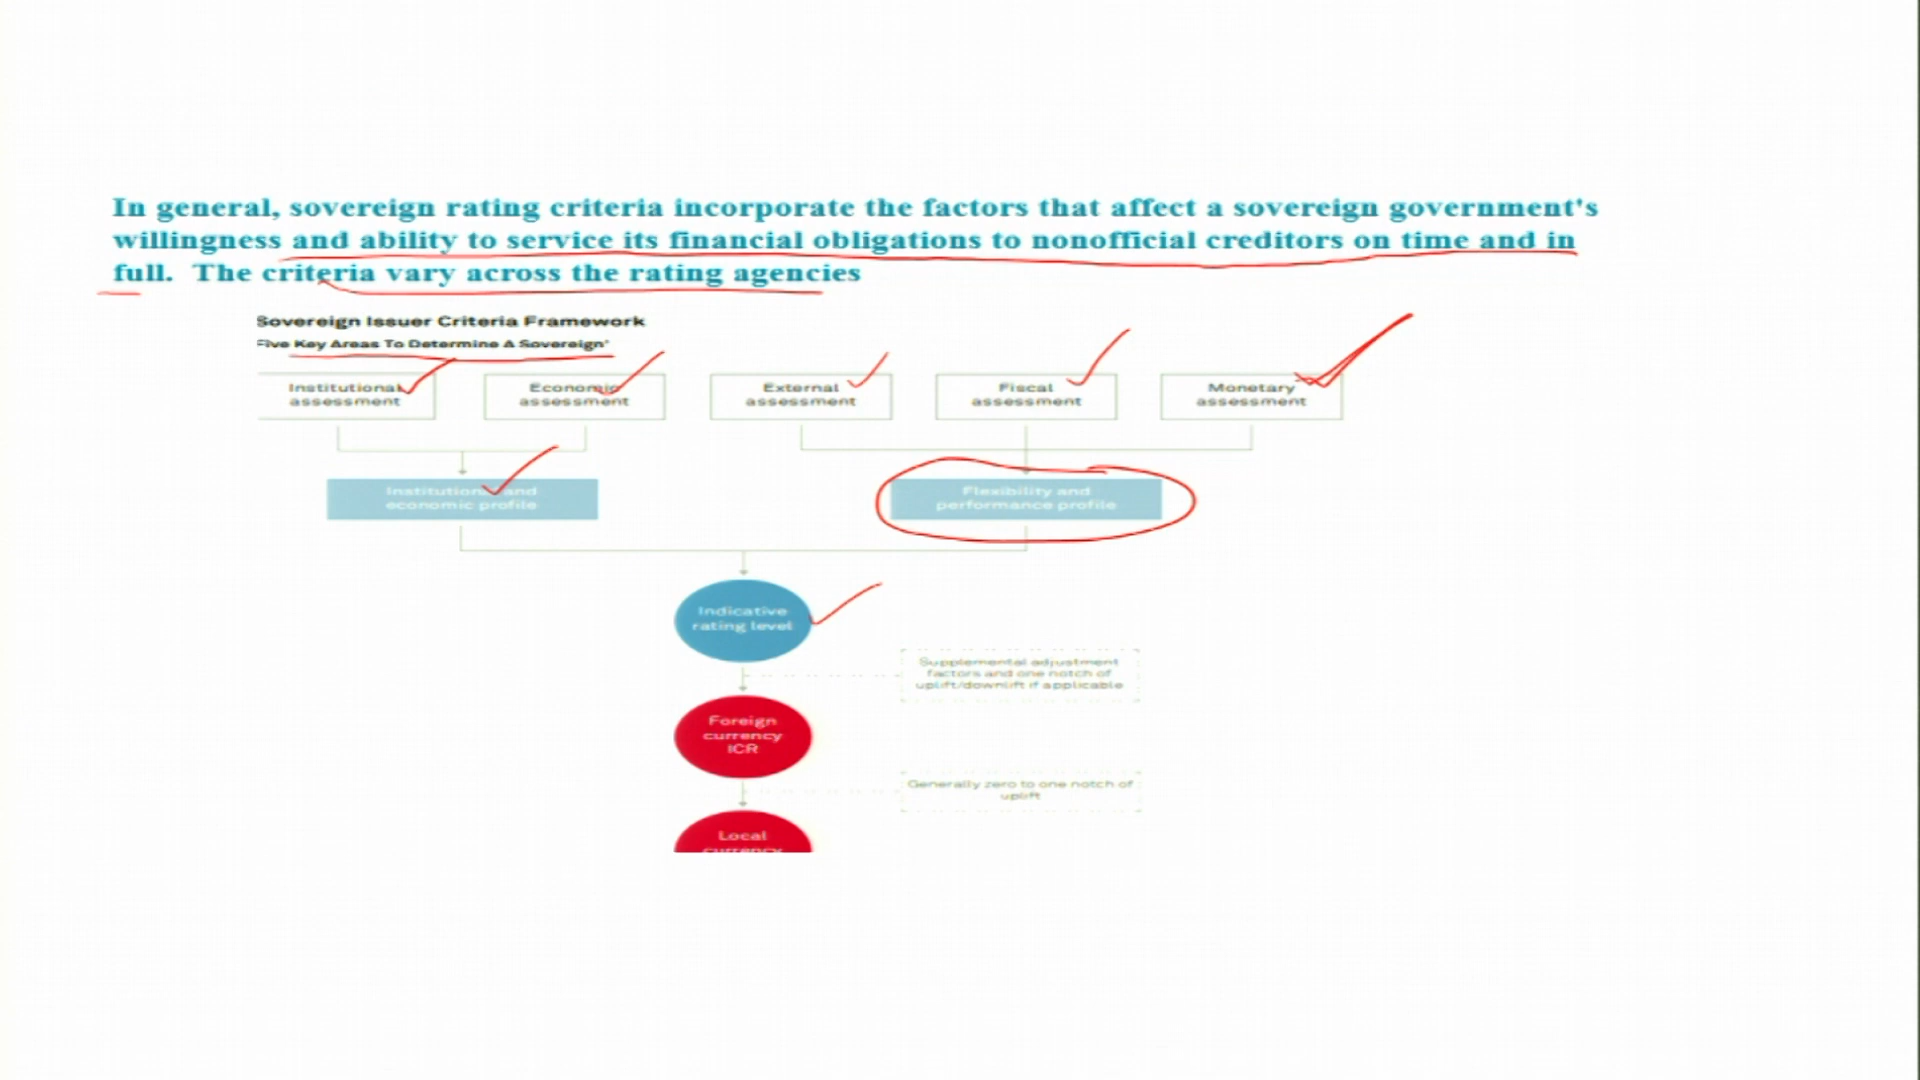 In general, sovereign rating criteria incorporate the factors that affect a sovereign government's
willingness and ability to service its financial obligations to nonofficial creditors on time and in
full. The criteria vary across the rating agencies
Sovereign Issuer Criteria Framework
Five Key Areas To Determine A Sovereign'
Institutional
assessment
Economic
assessment
External
assessment
Fiscal
assessment
Monetary
assessment
Institutional and
economic profile
Flexibility and
performance profile
Indicative
rating level
Supplemental adjustment
factors and one notch of
uplift/downlift if applicable
Foreign
currency
ICR
Generally zero to one notch of
uplift
Local
currency